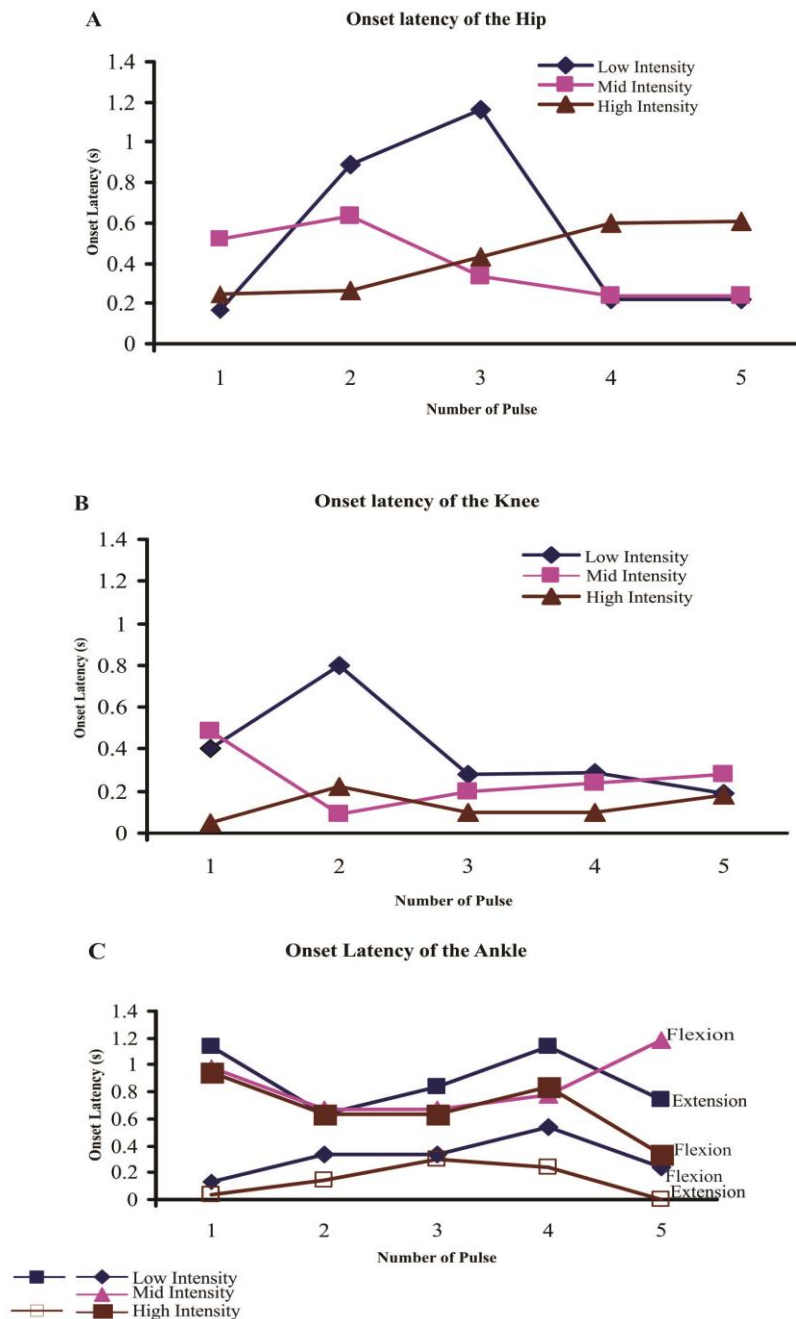 A
Onset latency of the Hip
Low Intensity
Mid Intensity
High Intensity
1.4
1.2
1
0.8
0.6
0.4
0.2
0
Onset Latency (s)
1 2 3 4 5
Number of Pulse
B
Onset latency of the Knee
Low Intensity
Mid Intensity
High Intensity
1.4
1.2
1
0.8
0.6
0.4
0.2
0
Onset Latency (s)
1 2 3 4 5
Number of Pulse
C
Onset Latency of the Ankle
1.4
1.2
1
0.8
0.6
0.4
0.2
0
Onset Latency (s)
Flexion
Extension
Flexion
Flexion
Extension
1 2 3 4 5
Number of Pulse
Low Intensity
Mid Intensity
High Intensity